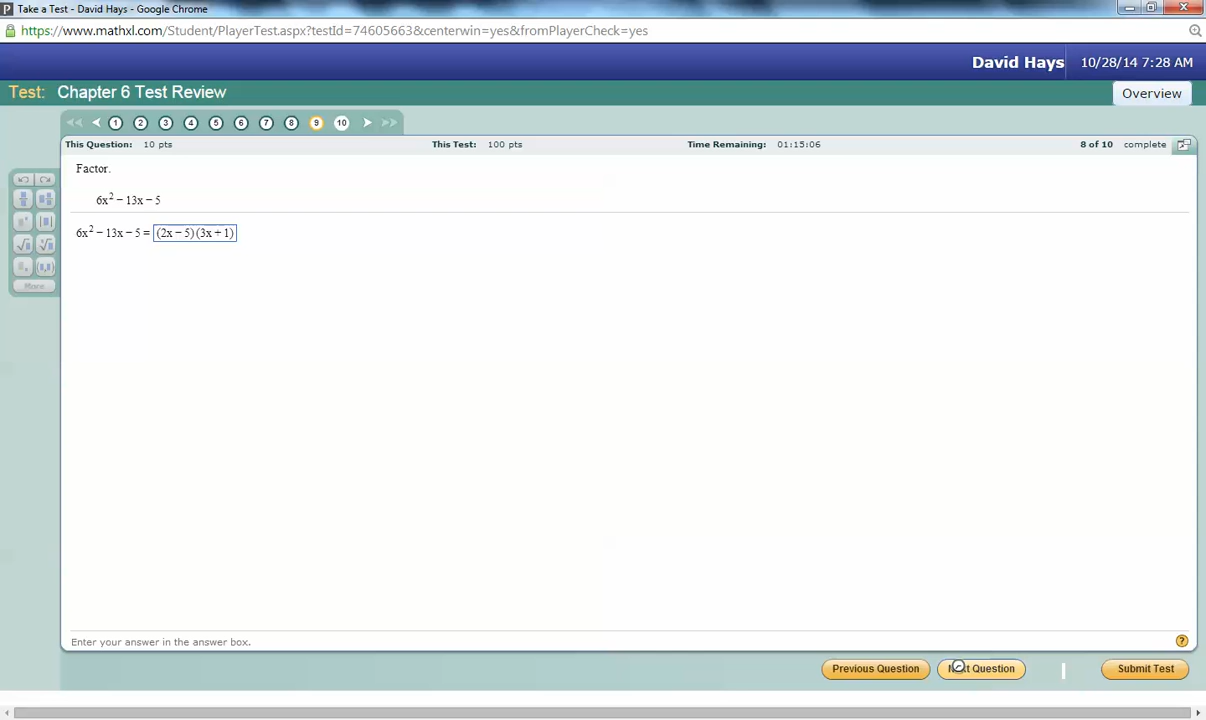 Take a Test - David Hays - Google Chrome
https://www.mathxl.com/Student/PlayerTest.aspx?testId=74605663&centerwin=yes&fromPlayerCheck=yes
David Hays 10/28/14 7:28 AM
Test: Chapter 6 Test Review
Overview
1 2 3 4 5 6 7 8 9 10
This Question: 10 pts This Test: 100 pts Time Remaining: 01:15:06 8 of 10 complete
Factor.
6x² − 13x − 5
6x² − 13x − 5 = (2x − 5)(3x + 1)
More
Enter your answer in the answer box.
?
Previous Question Next Question Submit Test